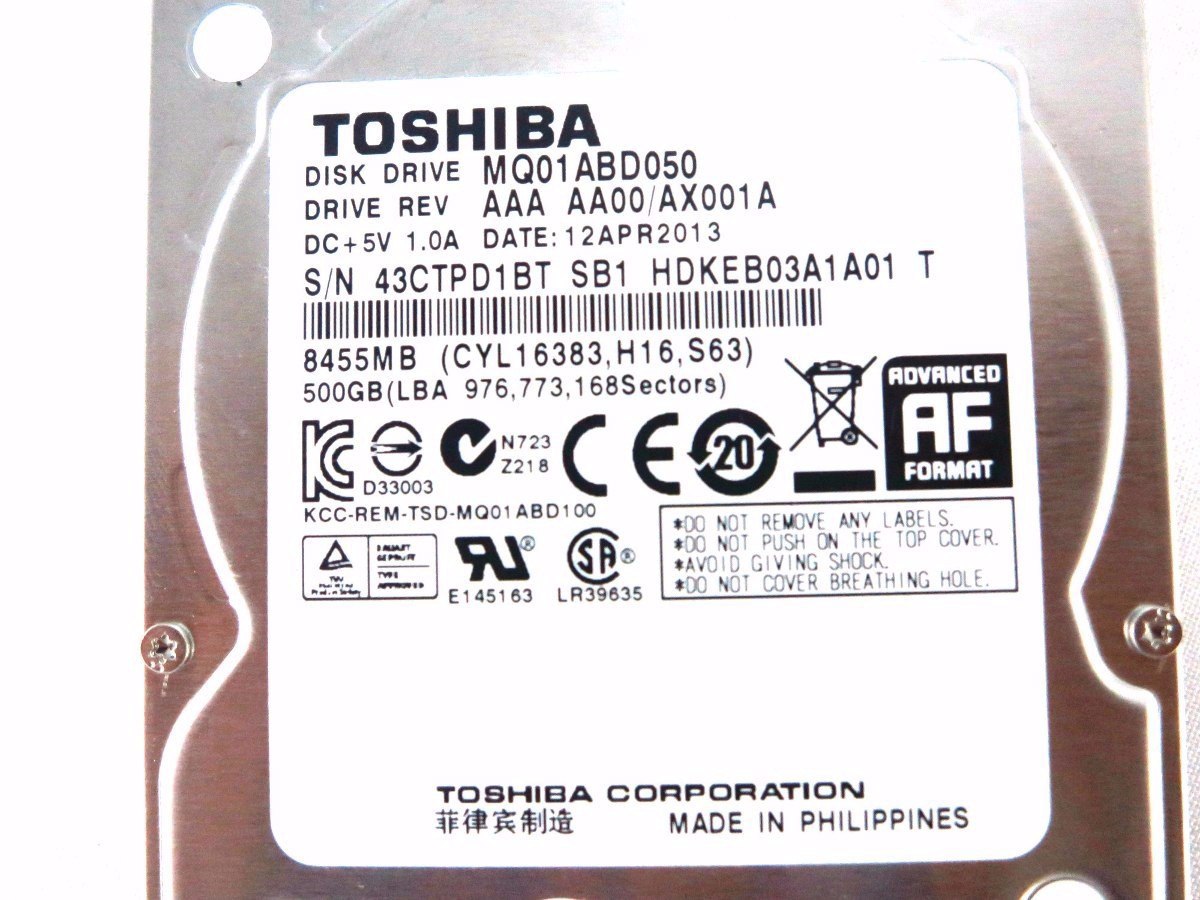 TOSHIBA
DISK DRIVE MQ01ABD050
DRIVE REV AAA AA00/AX001A
DC+5V 1.0A DATE:12APR2013
S/N 43CTPD1BT SB1 HDKEB03A1A01 T
8455MB (CYL16383,H16,S63)
500GB(LBA 976,773,168Sectors)
ADVANCED
AF
FORMAT
N723
Z218
CE
20
D33003
KCC-REM-TSD-MQ01ABD100
*DO NOT REMOVE ANY LABELS.
*DO NOT PUSH ON THE TOP COVER.
*AVOID GIVING SHOCK.
*DO NOT COVER BREATHING HOLE.
TYPE
APPROVED
E145163
LR39635
TOSHIBA CORPORATION
菲律宾制造 MADE IN PHILIPPINES